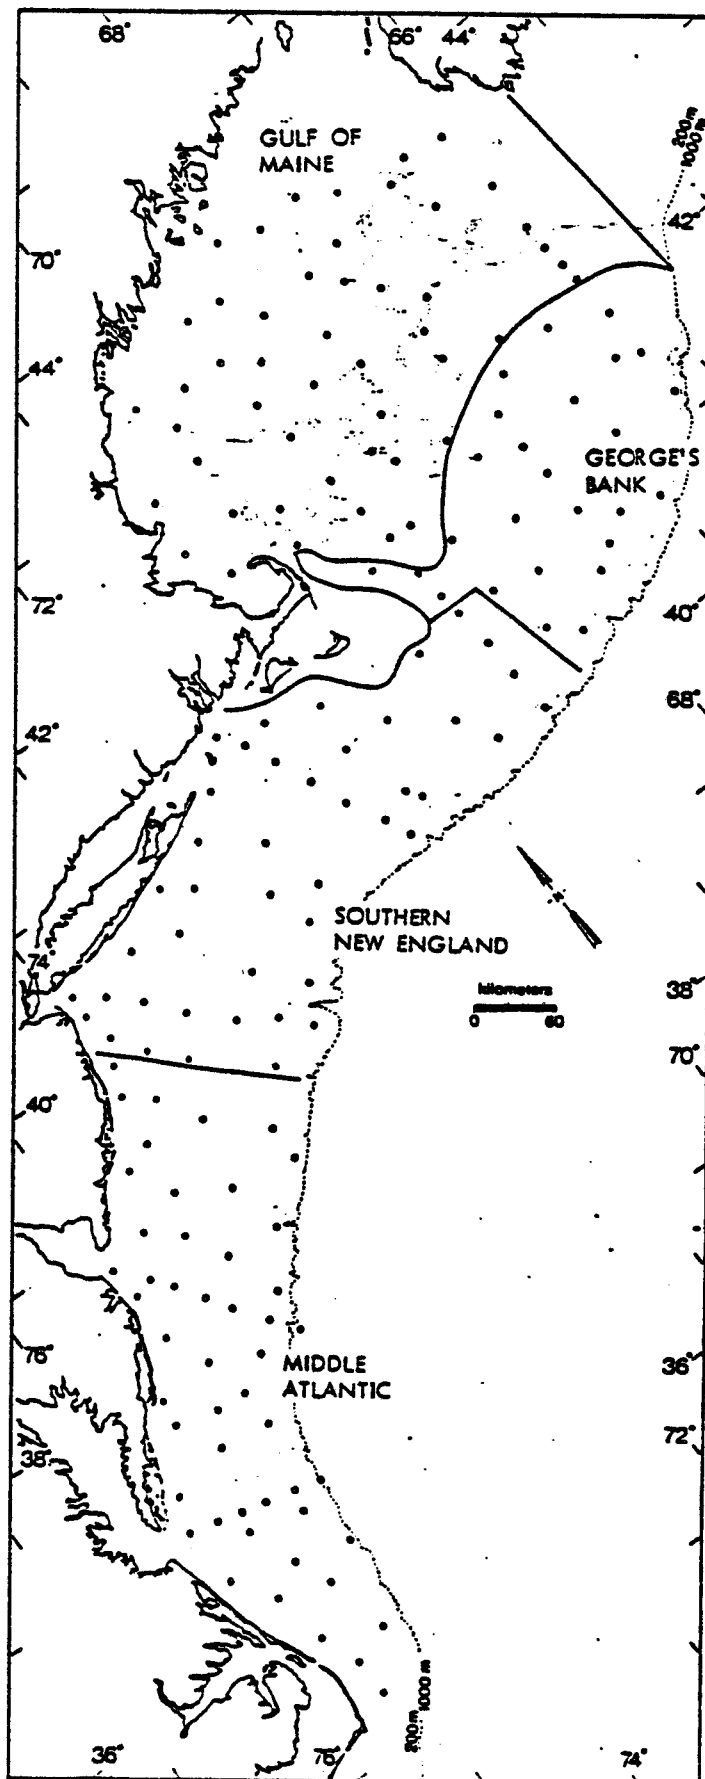 68°
66°
44°
GULF OF
MAINE
200m
1000m
42°
70°
44°
GEORGE'S
BANK
72°
40°
68°
42°
SOUTHERN
NEW ENGLAND
74°
kilometers
0 60
38°
70°
40°
76°
MIDDLE
ATLANTIC
36°
72°
38°
200m
1000m
36°
76°
74°